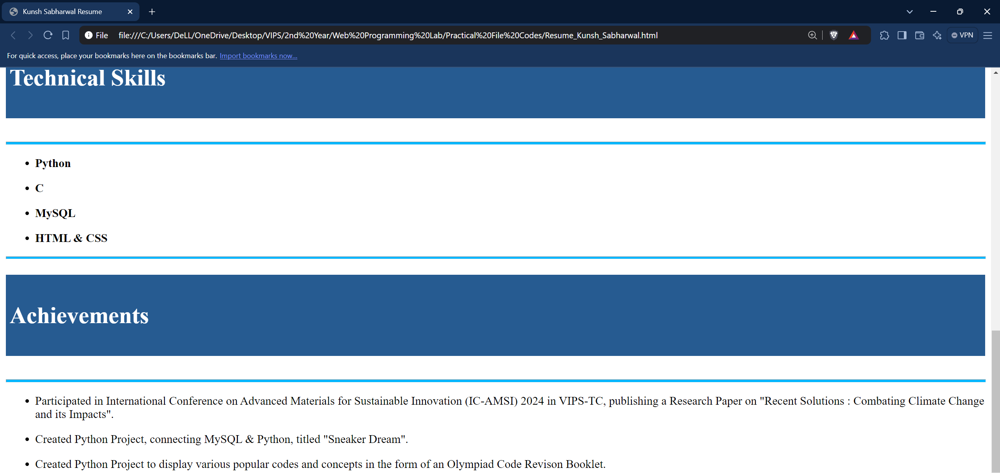 Kunsh Sabharwal Resume
File file:///C:/Users/DeLL/OneDrive/Desktop/VIPS/2nd%20Year/Web%20Programming%20Lab/Practical%20File%20Codes/Resume_Kunsh_Sabharwal.html
VPN
For quick access, place your bookmarks here on the bookmarks bar. Import bookmarks now...
Technical Skills
• Python
• C
• MySQL
• HTML & CSS
Achievements
• Participated in International Conference on Advanced Materials for Sustainable Innovation (IC-AMSI) 2024 in VIPS-TC, publishing a Research Paper on "Recent Solutions : Combating Climate Change
and its Impacts".
• Created Python Project, connecting MySQL & Python, titled "Sneaker Dream".
• Created Python Project to display various popular codes and concepts in the form of an Olympiad Code Revison Booklet.